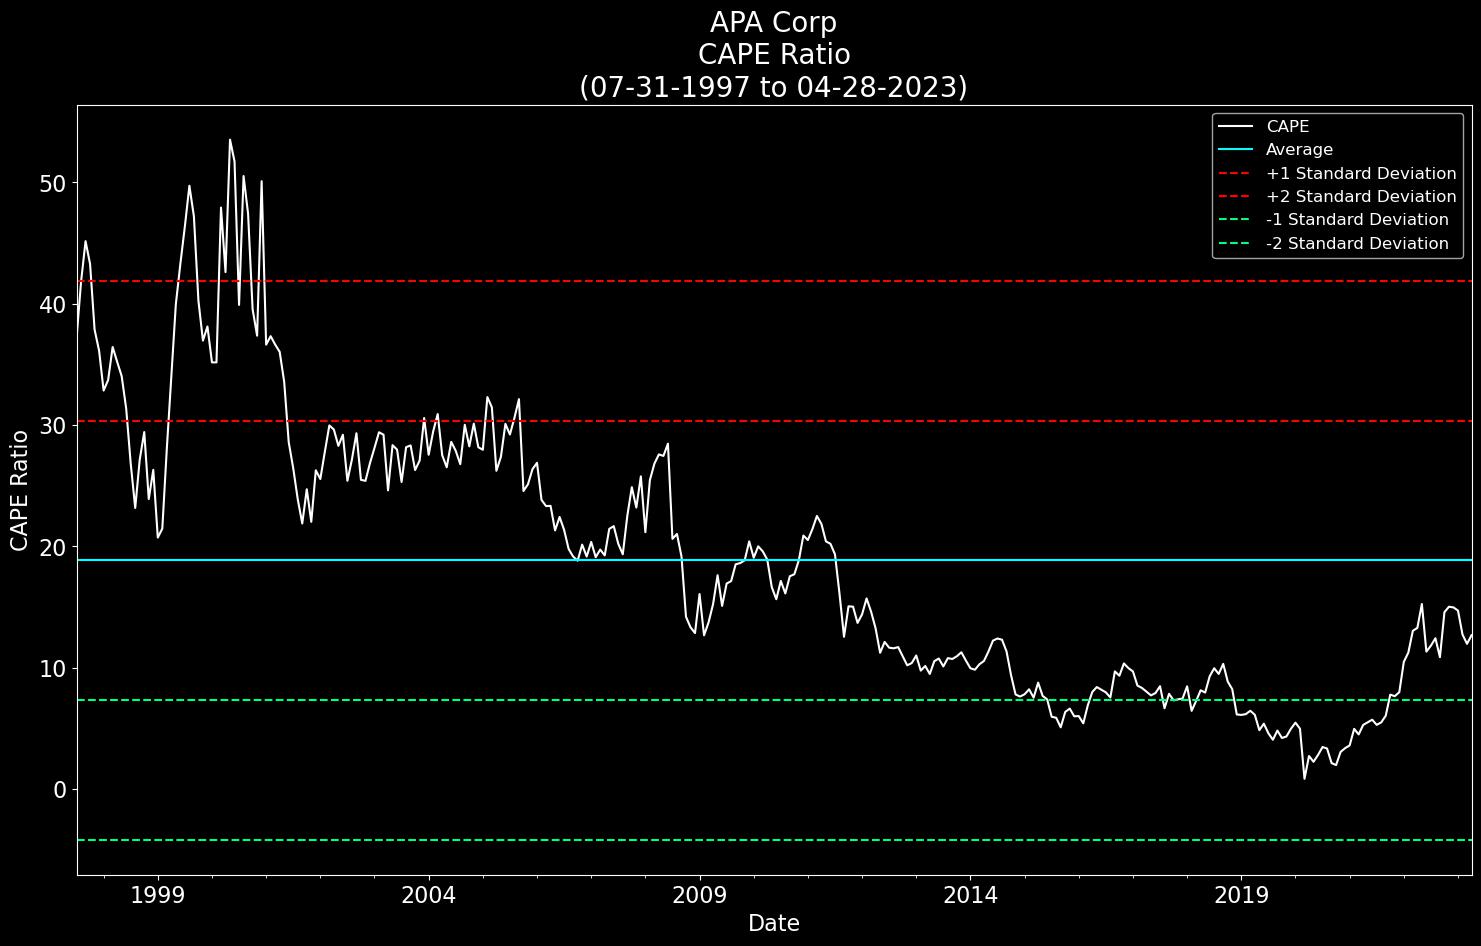 APA Corp
CAPE Ratio
(07-31-1997 to 04-28-2023)
CAPE
Average
+1 Standard Deviation
+2 Standard Deviation
-1 Standard Deviation
-2 Standard Deviation
CAPE Ratio
50
40
30
20
10
0
1999
2004
2009
2014
2019
Date